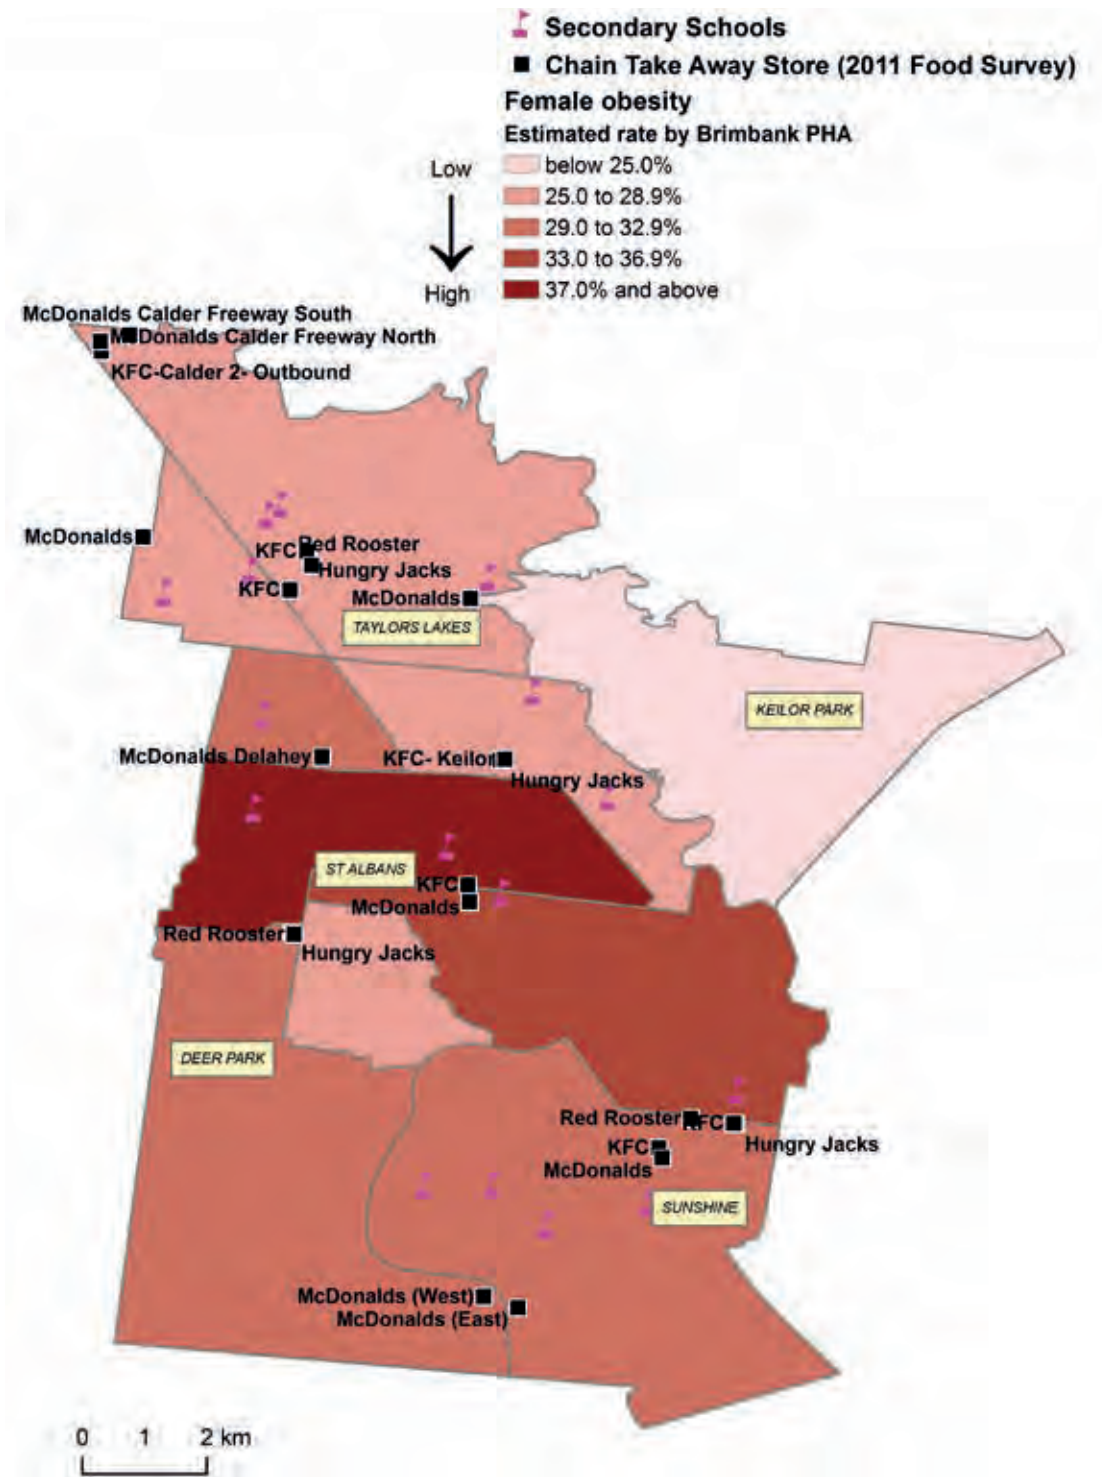 Secondary Schools
Chain Take Away Store (2011 Food Survey)
Female obesity
Estimated rate by Brimbank PHA
Low
below 25.0%
25.0 to 28.9%
29.0 to 32.9%
33.0 to 36.9%
High
37.0% and above
McDonalds Calder Freeway South
McDonalds Calder Freeway North
KFC-Calder 2- Outbound
McDonalds
KFC
Red Rooster
Hungry Jacks
KFC
McDonalds
TAYLORS LAKES
KEILOR PARK
McDonalds Delahey
KFC- Keilor
Hungry Jacks
ST ALBANS
KFC
McDonalds
Red Rooster
Hungry Jacks
DEER PARK
Red Rooster
KFC
Hungry Jacks
KFC
McDonalds
SUNSHINE
McDonalds (West)
McDonalds (East)
0 1 2 km